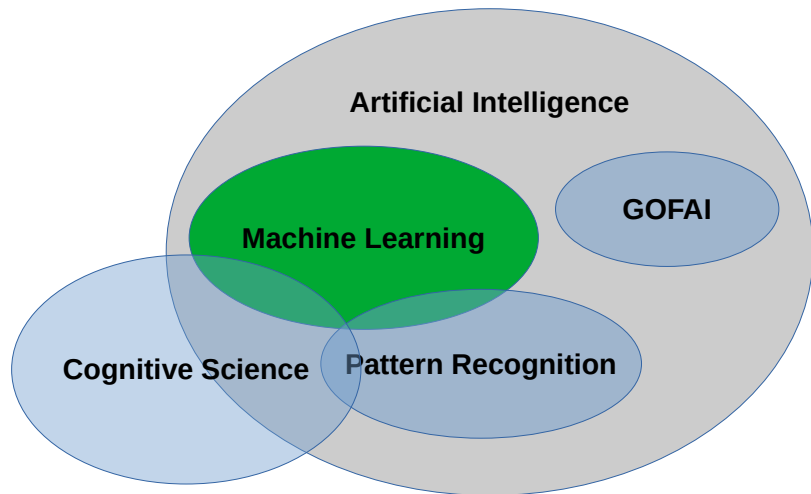 Artificial Intelligence
GOFAI
Machine Learning
Cognitive Science
Pattern Recognition